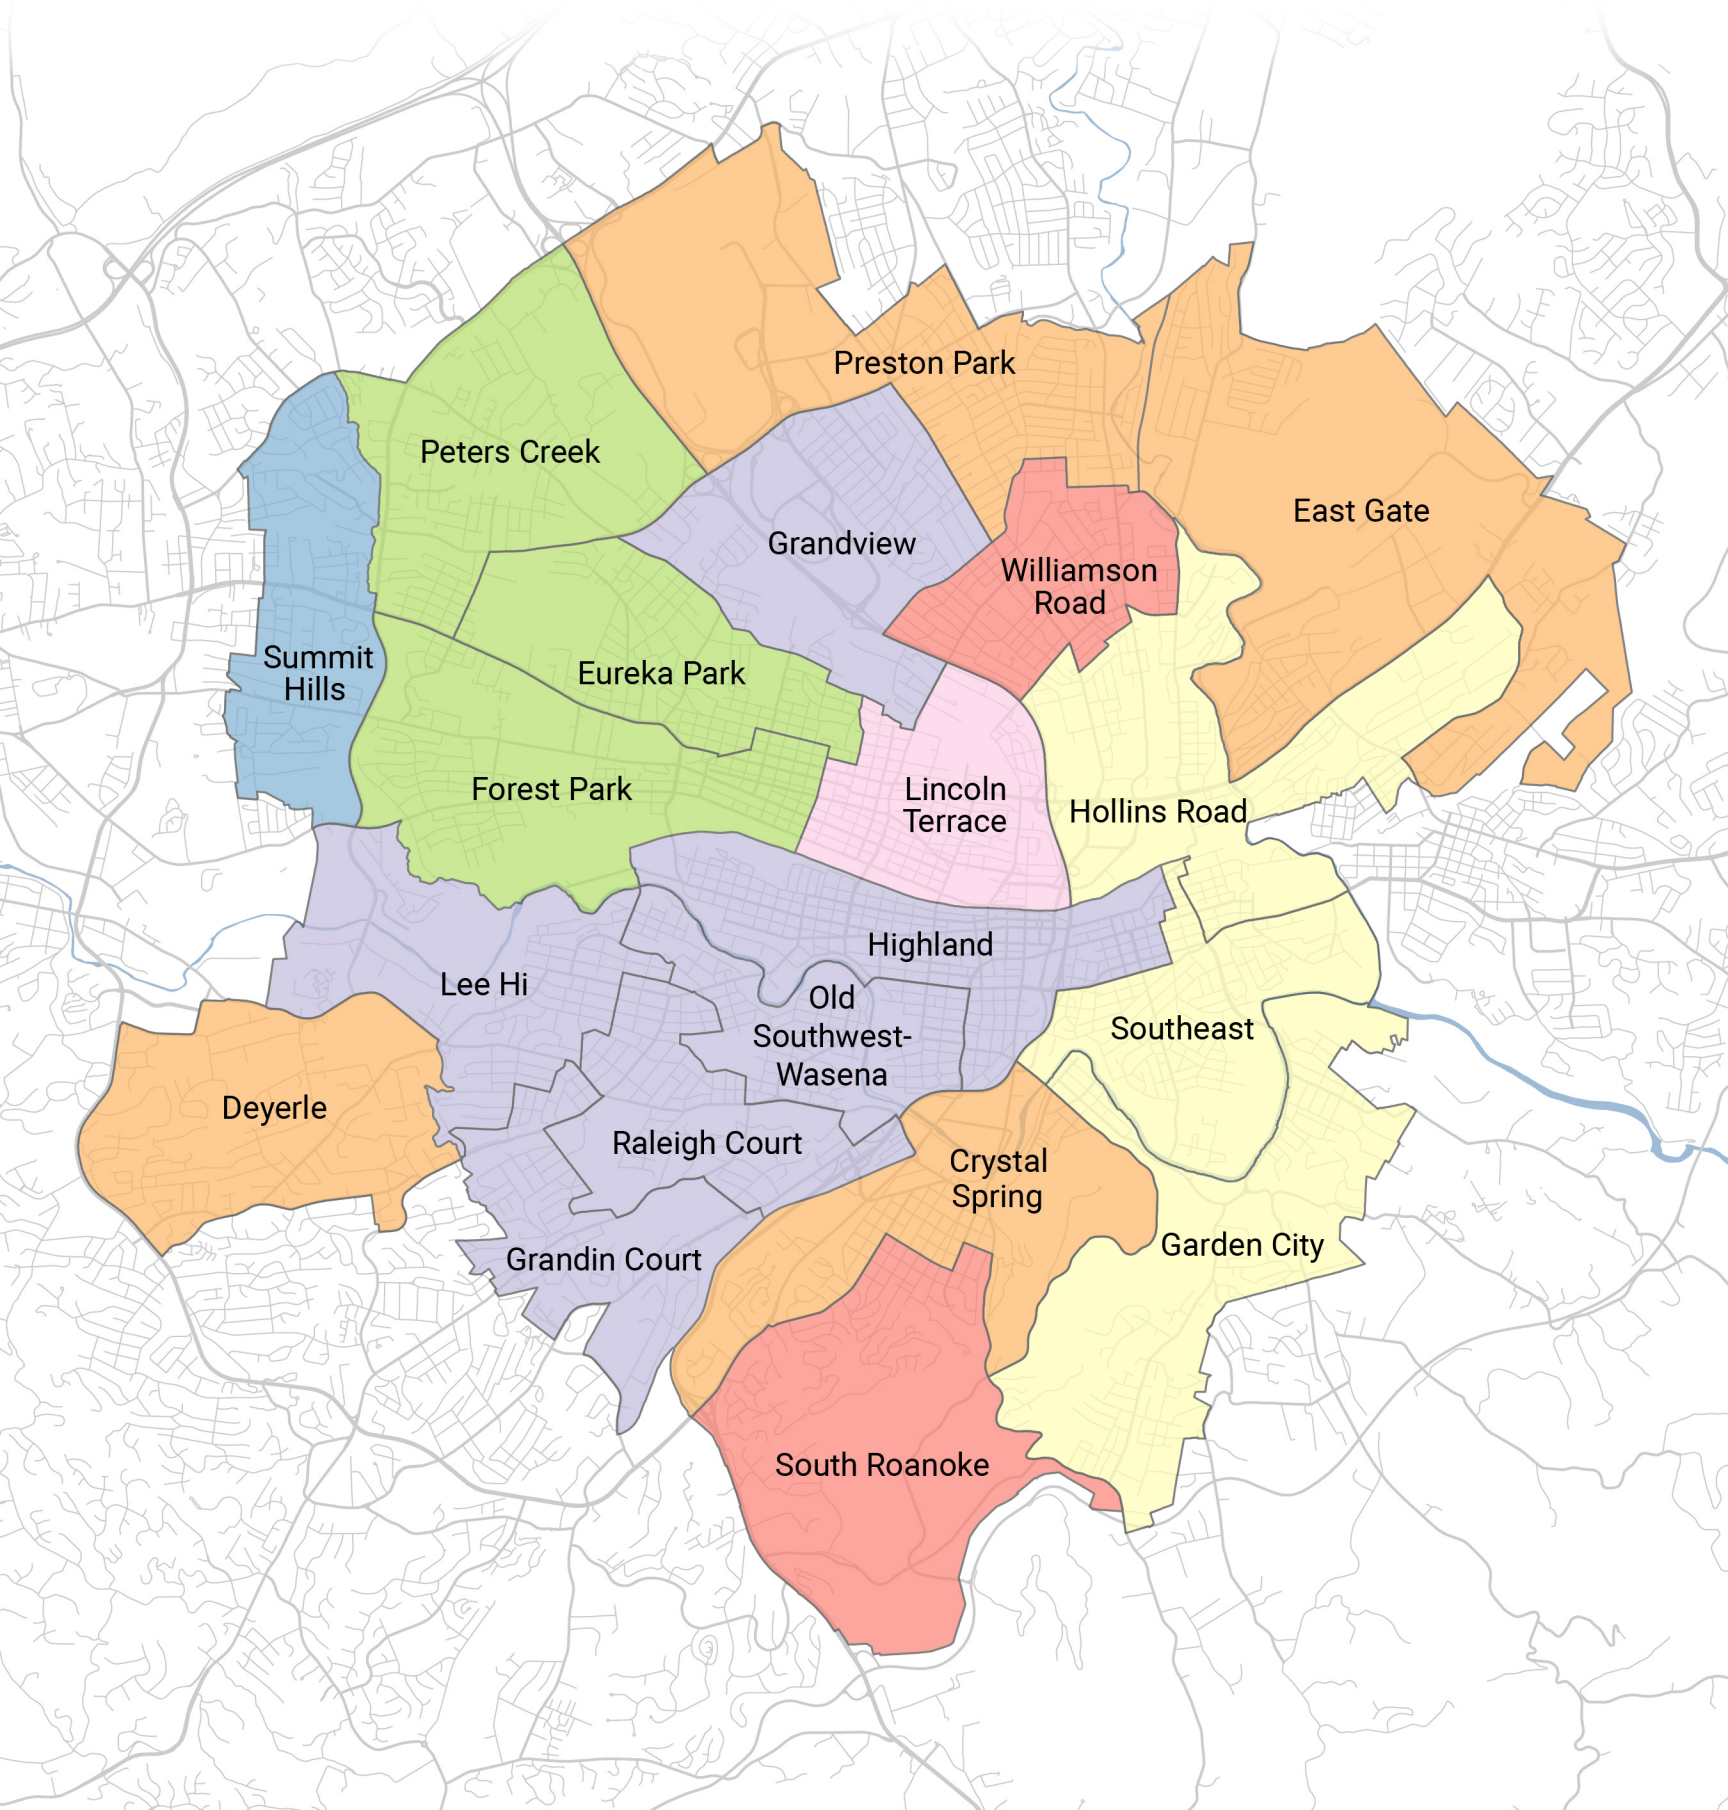 Preston Park
Peters Creek
East Gate
Grandview
Williamson
Road
Summit
Hills
Eureka Park
Forest Park
Lincoln
Terrace
Hollins Road
Highland
Lee Hi
Old
Southwest-
Wasena
Southeast
Deyerle
Raleigh Court
Crystal
Spring
Garden City
Grandin Court
South Roanoke